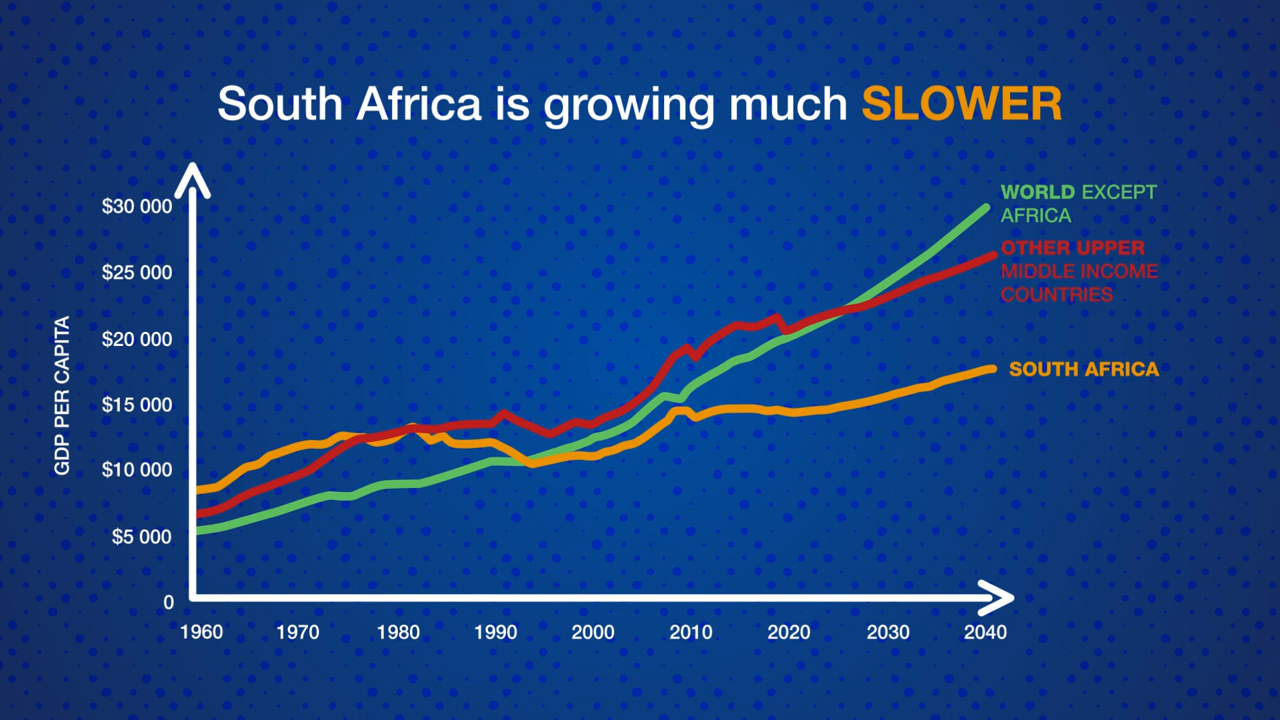 South Africa is growing much SLOWER
$30 000
$25 000
$20 000
$15 000
$10 000
$5 000
0
GDP PER CAPITA
WORLD EXCEPT
AFRICA
OTHER UPPER
MIDDLE INCOME
COUNTRIES
SOUTH AFRICA
1960 1970 1980 1990 2000 2010 2020 2030 2040